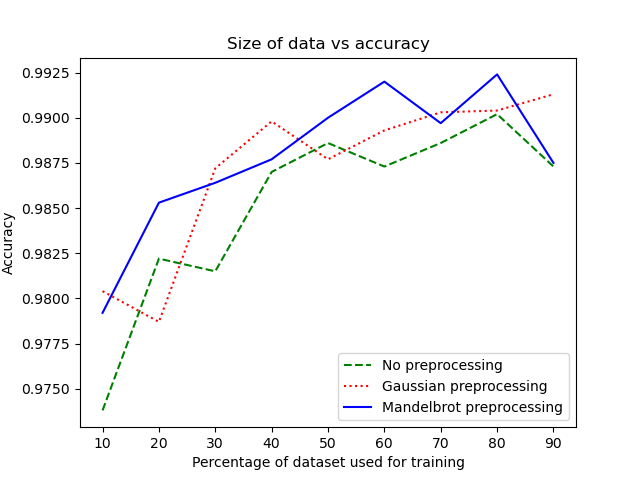 Size of data vs accuracy
0.9925
0.9900
0.9875
0.9850
0.9825
0.9800
0.9775
0.9750
Accuracy
No preprocessing
Gaussian preprocessing
Mandelbrot preprocessing
10 20 30 40 50 60 70 80 90
Percentage of dataset used for training